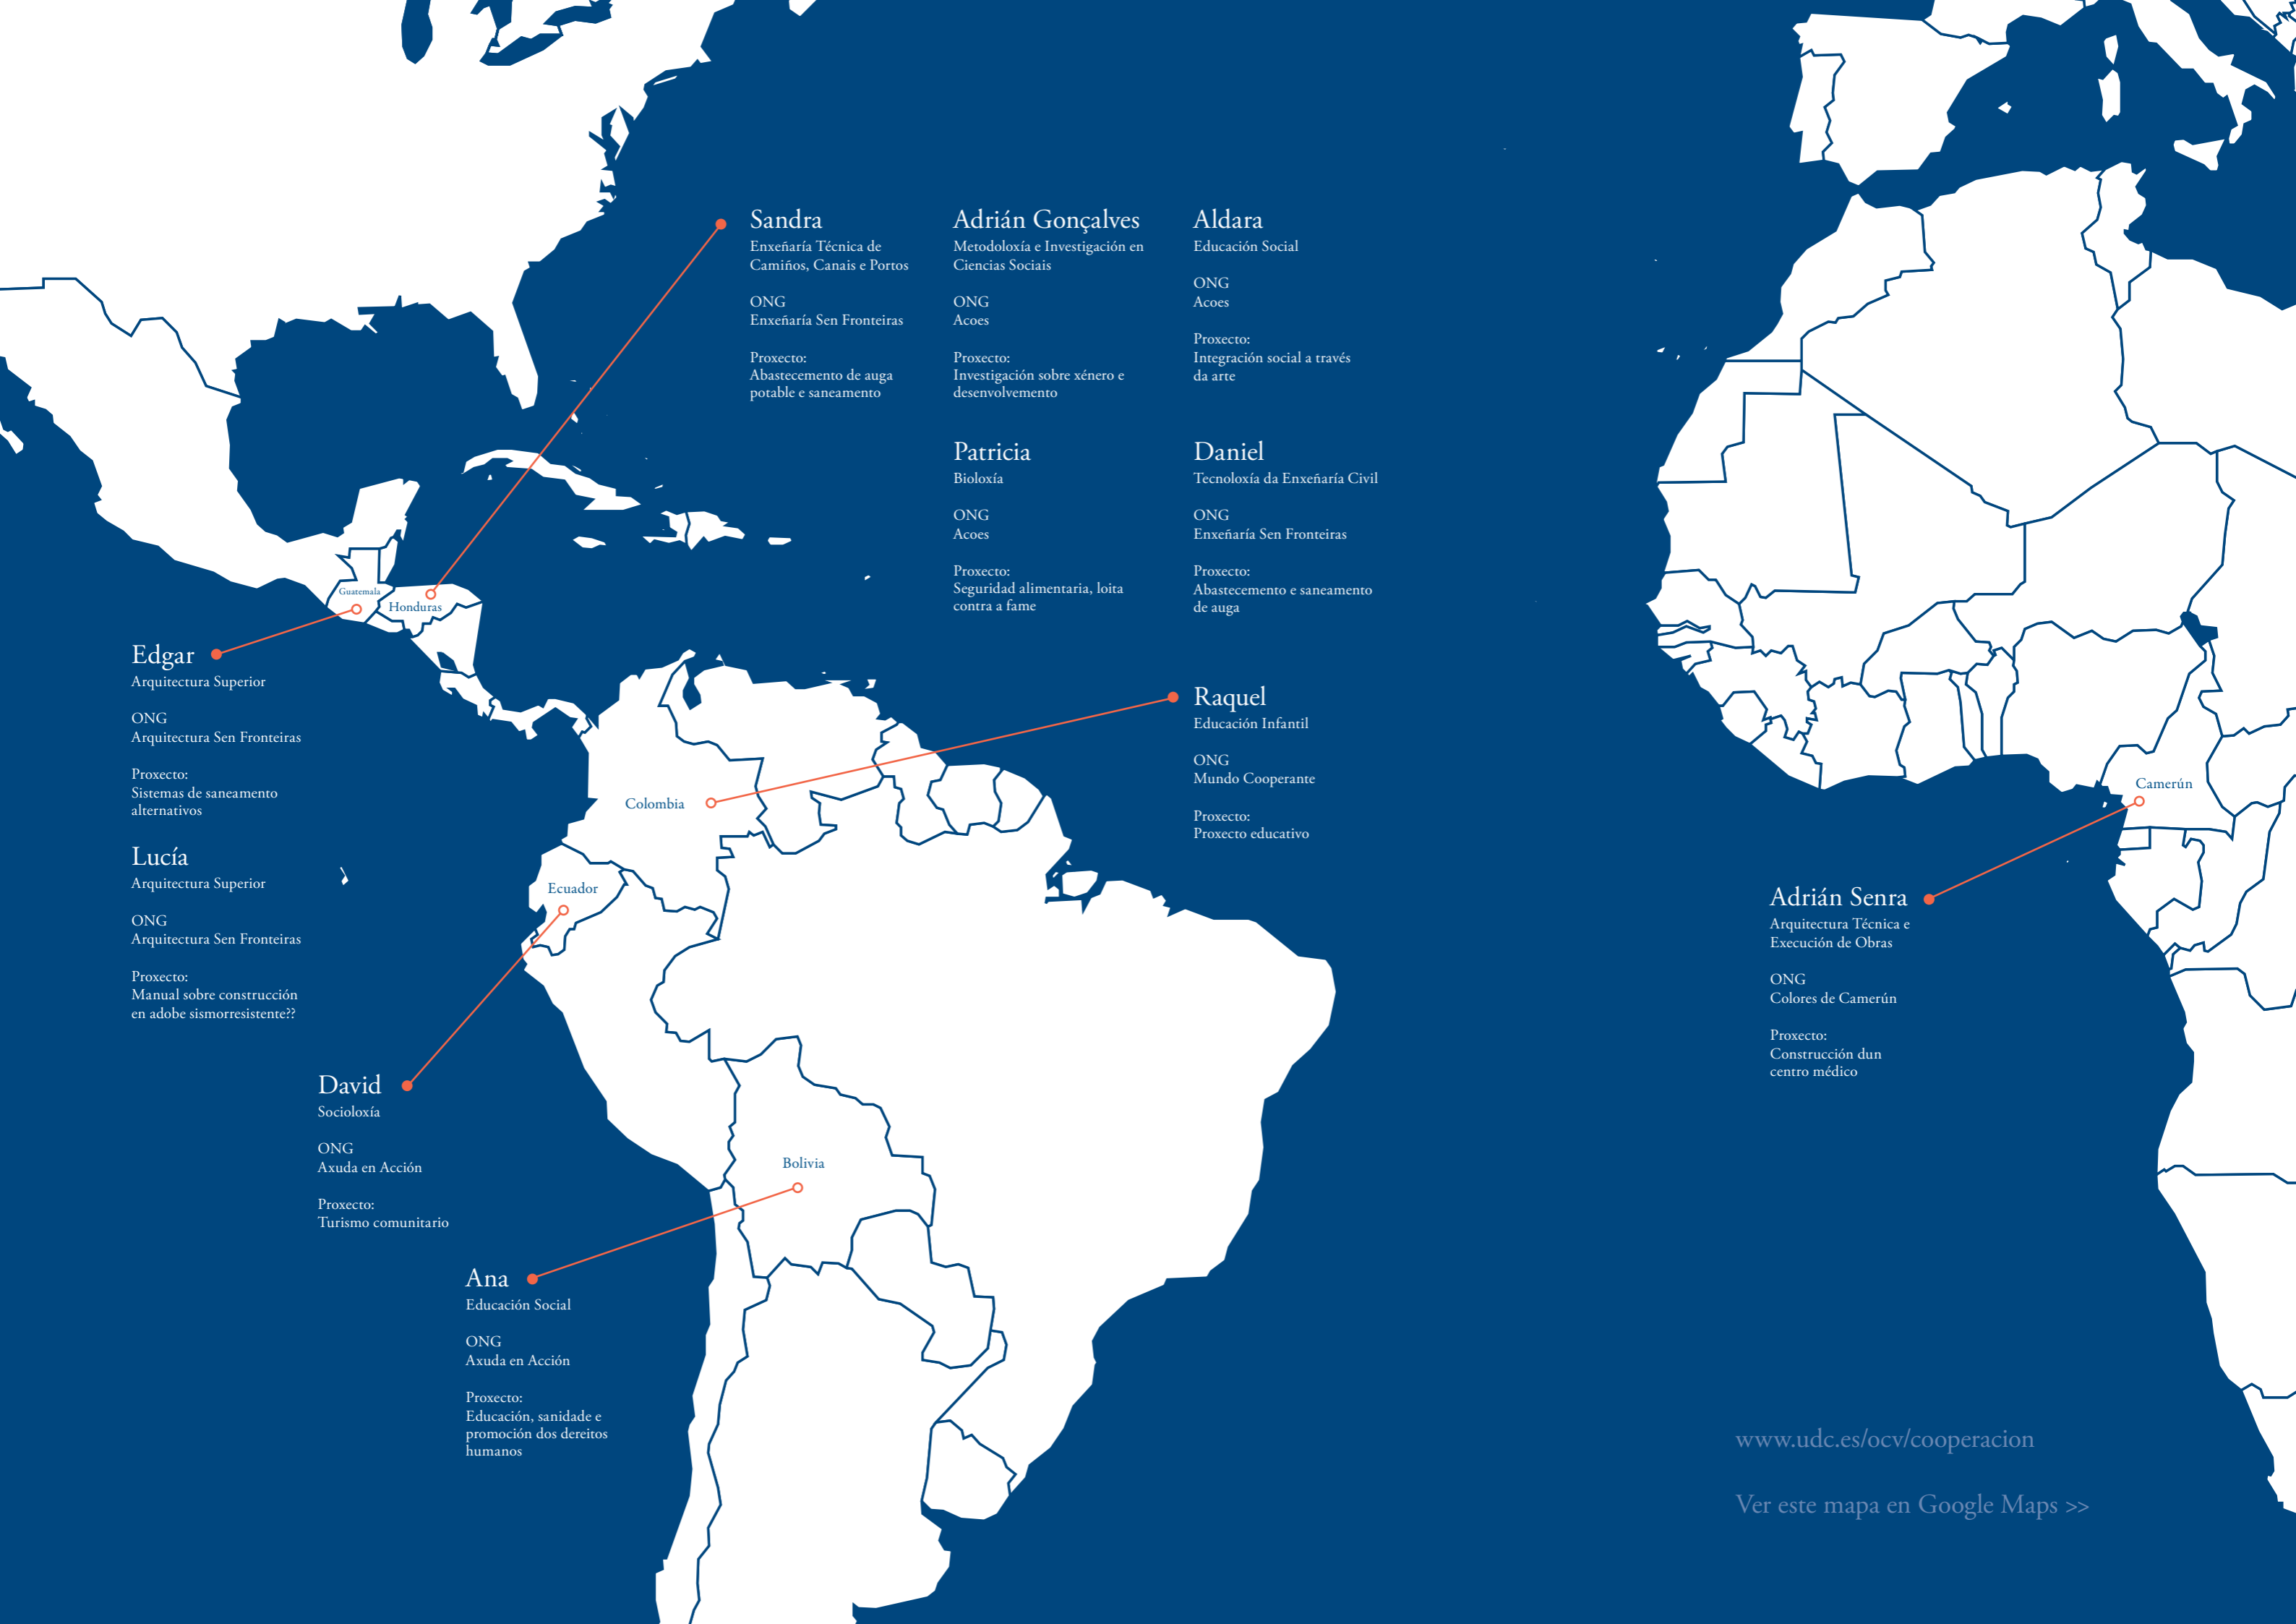 Sandra
Enxeñaría Técnica de
Camiños, Canais e Portos
ONG
Enxeñaría Sen Fronteiras
Proxecto:
Abastecemento de auga
potable e saneamento
Adrián Gonçalves
Metodoloxía e Investigación en
Ciencias Sociais
ONG
Acoes
Proxecto:
Investigación sobre xénero e
desenvolvemento
Aldara
Educación Social
ONG
Acoes
Proxecto:
Integración social a través
da arte
Patricia
Bioloxía
ONG
Acoes
Proxecto:
Seguridad alimentaria, loita
contra a fame
Daniel
Tecnoloxía da Enxeñaría Civil
ONG
Enxeñaría Sen Fronteiras
Proxecto:
Abastecemento e saneamento
de auga
Guatemala
Honduras
Edgar
Arquitectura Superior
ONG
Arquitectura Sen Fronteiras
Proxecto:
Sistemas de saneamento
alternativos
Lucía
Arquitectura Superior
ONG
Arquitectura Sen Fronteiras
Proxecto:
Manual sobre construcción
en adobe sismorresistente??
Raquel
Educación Infantil
ONG
Mundo Cooperante
Proxecto:
Proxecto educativo
Colombia
Ecuador
Camerún
Adrián Senra
Arquitectura Técnica e
Execución de Obras
ONG
Colores de Camerún
Proxecto:
Construcción dun
centro médico
David
Socioloxía
ONG
Axuda en Acción
Proxecto:
Turismo comunitario
Bolívia
Ana
Educación Social
ONG
Axuda en Acción
Proxecto:
Educación, sanidade e
promoción dos dereitos
humanos
www.udc.es/ocv/cooperacion
Ver este mapa en Google Maps >>